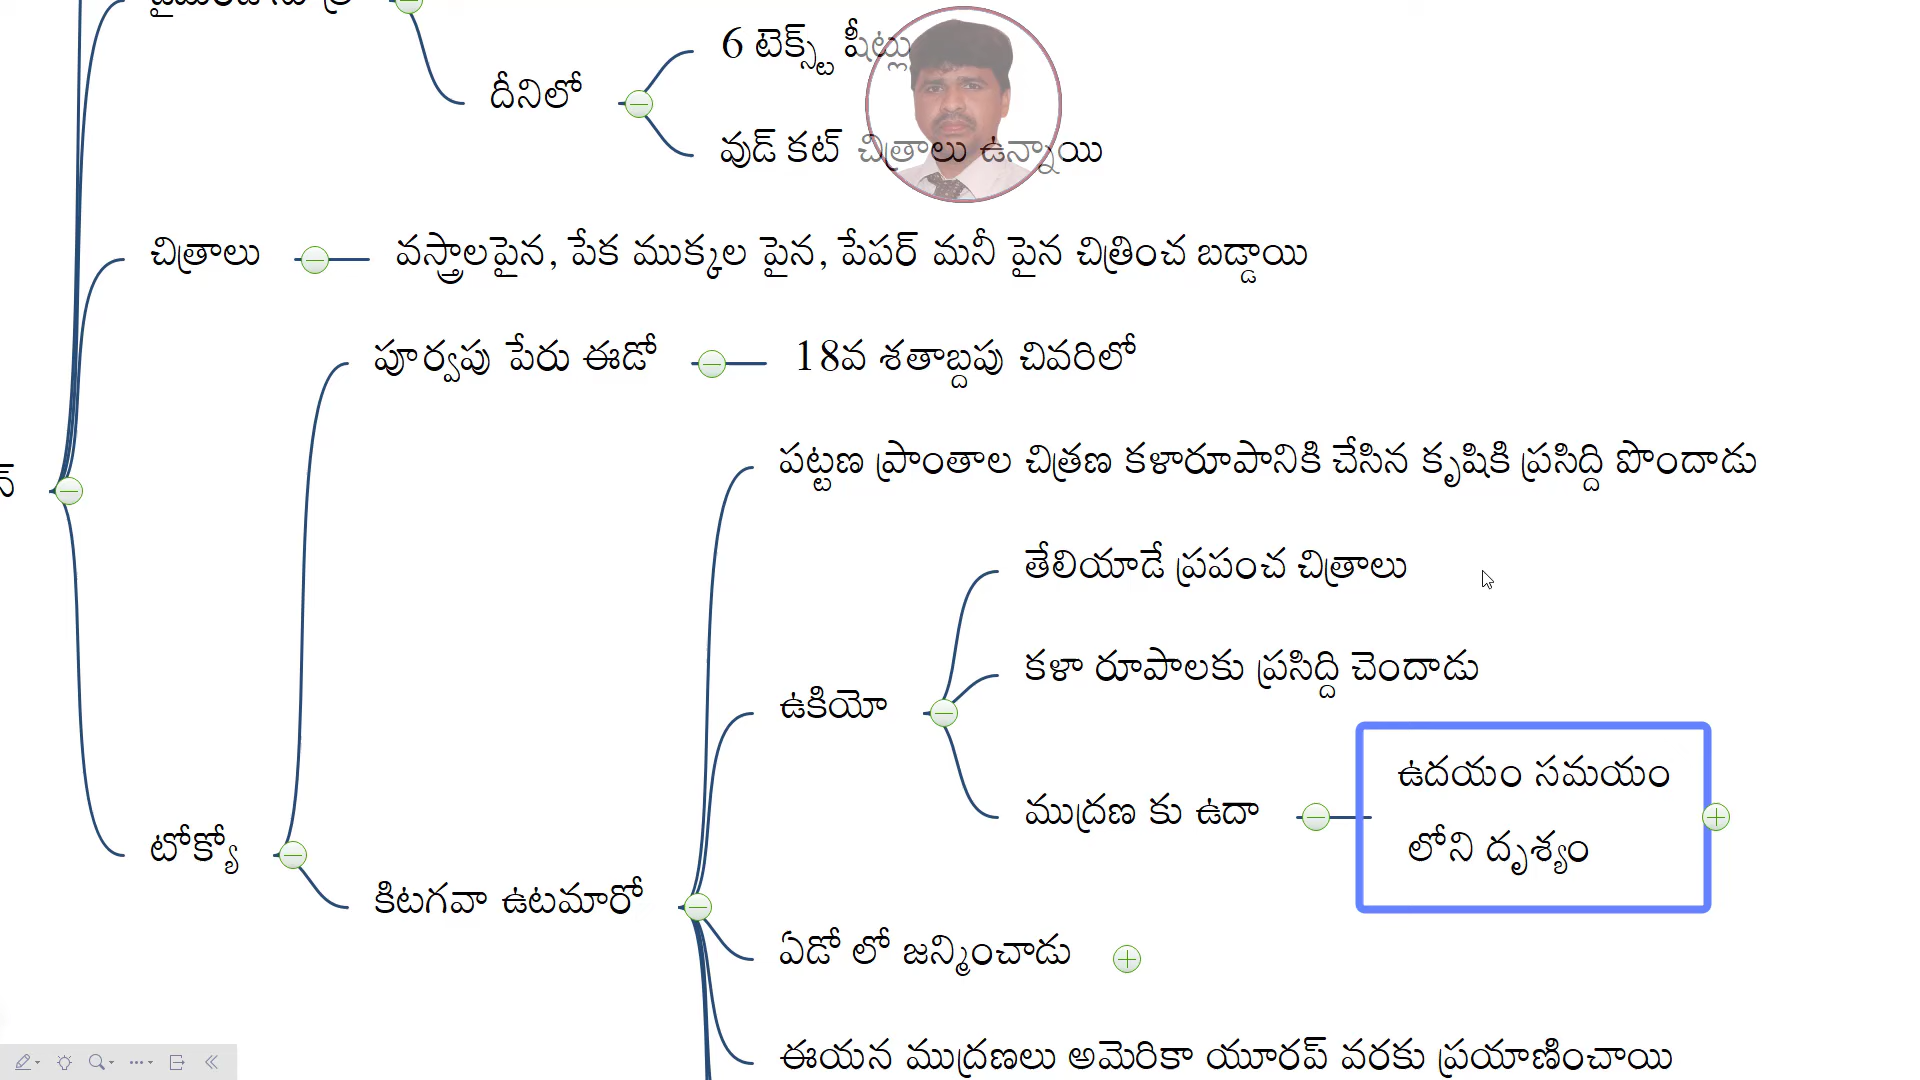 6 టెక్స్ట్ షీట్లు
దీనిలో
వుడ్ కట్ చిత్రాలు ఉన్నాయి
చిత్రాలు
వస్త్రాలపైన, పేక ముక్కల పైన, పేపర్ మనీ పైన చిత్రించ బడ్డాయి
పూర్వపు పేరు ఈడో
18వ శతాబ్దపు చివరిలో
పట్టణ ప్రాంతాల చిత్రణ కళారూపానికి చేసిన కృషికి ప్రసిద్ది పొందాడు
తేలియాడే ప్రపంచ చిత్రాలు
కళా రూపాలకు ప్రసిద్ది చెందాడు
ఉకియో
ముద్రణ కు ఉదా
ఉదయం సమయం
లోని దృశ్యం
టోక్యో
కిటగవా ఉటమారో
ఏడో లో జన్మించాడు
ఈయన ముద్రణలు అమెరికా యూరప్ వరకు ప్రయాణించాయి